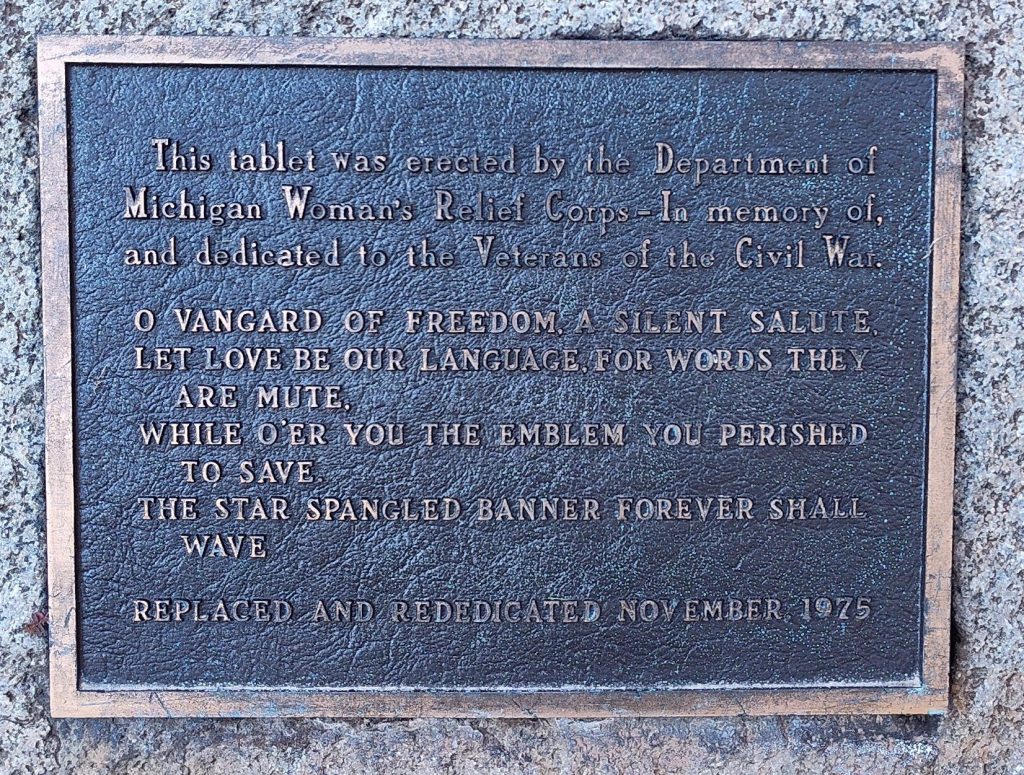 This tablet was erected by the Department of
Michigan Woman's Relief Corps – In memory of,
and dedicated to the Veterans of the Civil War.
O VANGARD OF FREEDOM, A SILENT SALUTE,
LET LOVE BE OUR LANGUAGE, FOR WORDS THEY
ARE MUTE,
WHILE O'ER YOU THE EMBLEM YOU PERISHED
TO SAVE.
THE STAR SPANGLED BANNER FOREVER SHALL
WAVE
REPLACED AND REDEDICATED NOVEMBER, 1975